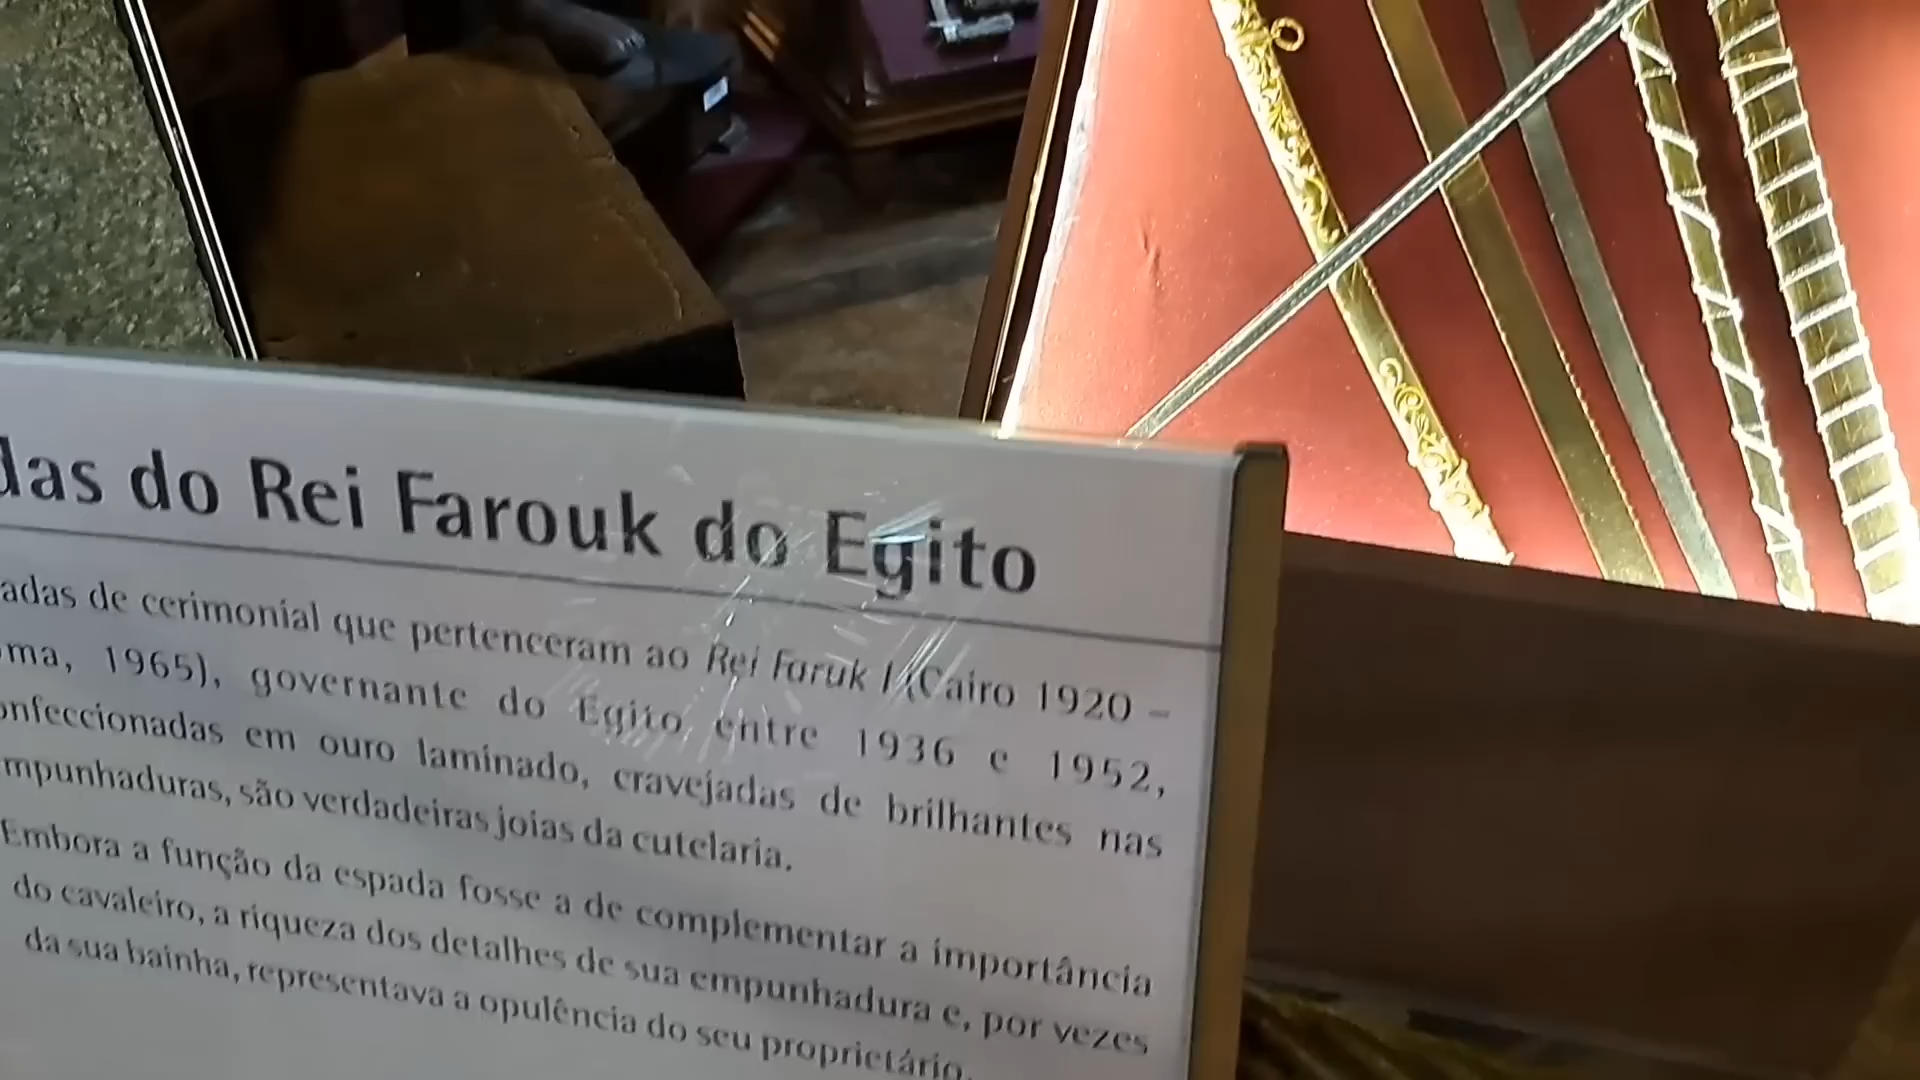 das do Rei Farouk do Egito
adas de cerimonial que pertenceram ao Rei Faruk I (Cairo 1920 –
ma, 1965), governante do Egito entre 1936 e 1952,
onfeccionadas em ouro laminado, cravejadas de brilhantes nas
mpunhaduras, são verdadeiras joias da cutelaria.
Embora a função da espada fosse a de complementar a importância
do cavaleiro, a riqueza dos detalhes de sua empunhadura e, por vezes
da sua bainha, representava a opulência do seu proprietário.